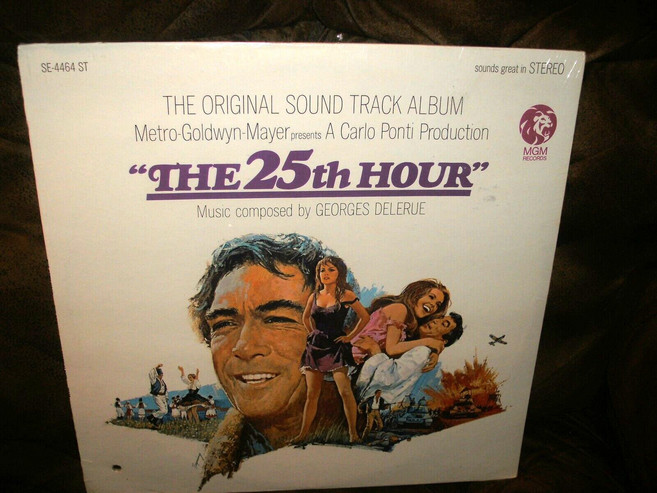 SE-4464 ST
sounds great in STEREO
THE ORIGINAL SOUND TRACK ALBUM
Metro-Goldwyn-Mayer presents A Carlo Ponti Production
MGM
RECORDS
"THE 25th HOUR"
Music composed by GEORGES DELERUE